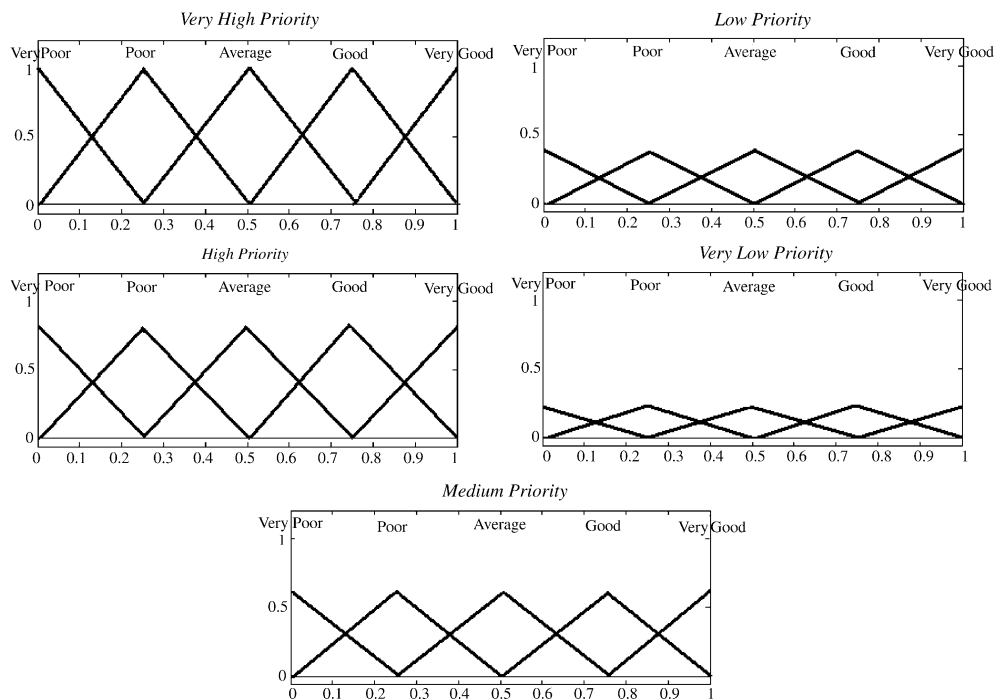 Very High Priority
Very Poor Poor Average Good Very Good
1
0.5
0
0 0.1 0.2 0.3 0.4 0.5 0.6 0.7 0.8 0.9 1
Low Priority
Very Poor Poor Average Good Very Good
1
0.5
0
0 0.1 0.2 0.3 0.4 0.5 0.6 0.7 0.8 0.9 1
High Priority
Very Poor Poor Average Good Very Good
1
0.5
0
0 0.1 0.2 0.3 0.4 0.5 0.6 0.7 0.8 0.9 1
Very Low Priority
Very Poor Poor Average Good Very Good
1
0.5
0
0 0.1 0.2 0.3 0.4 0.5 0.6 0.7 0.8 0.9 1
Medium Priority
Very Poor Poor Average Good Very Good
1
0.5
0
0 0.1 0.2 0.3 0.4 0.5 0.6 0.7 0.8 0.9 1